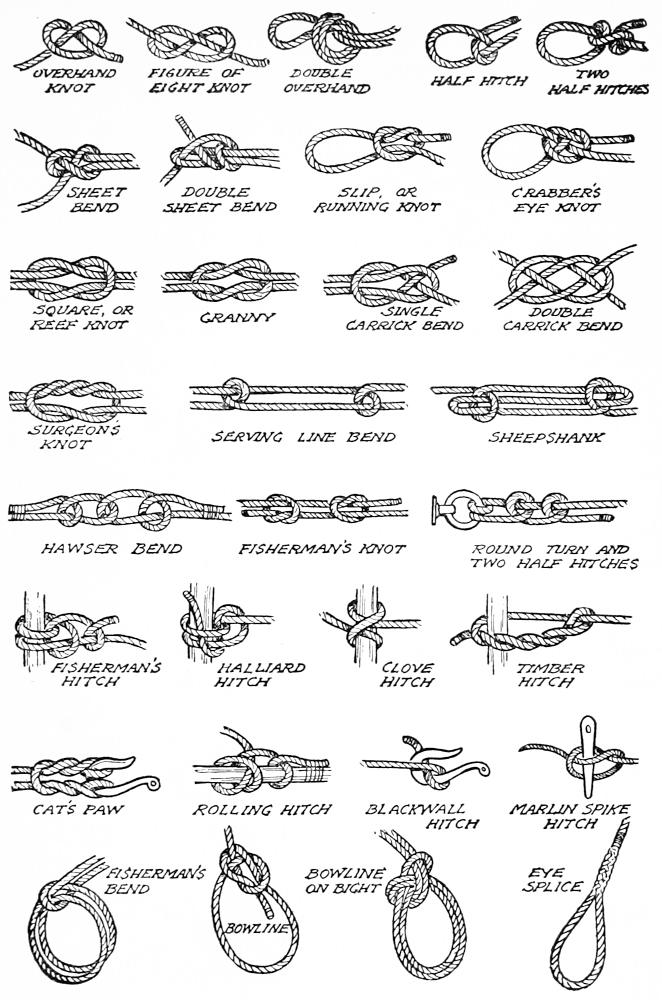 OVERHAND
KNOT
FIGURE OF
EIGHT KNOT
DOUBLE
OVERHAND
HALF HITCH
TWO
HALF HITCHES
SHEET
BEND
DOUBLE
SHEET BEND
SLIP, OR
RUNNING KNOT
CRABBER'S
EYE KNOT
SQUARE, OR
REEF KNOT
GRANNY
SINGLE
CARRICK BEND
DOUBLE
CARRICK BEND
SURGEON'S
KNOT
SERVING LINE BEND
SHEEPSHANK
HAWSER BEND
FISHERMAN'S KNOT
ROUND TURN AND
TWO HALF HITCHES
FISHERMAN'S
HITCH
HALLIARD
HITCH
CLOVE
HITCH
TIMBER
HITCH
CAT'S PAW
ROLLING HITCH
BLACKWALL
HITCH
MARLIN SPIKE
HITCH
FISHERMAN'S
BEND
BOWLINE
BOWLINE
ON BIGHT
EYE
SPLICE